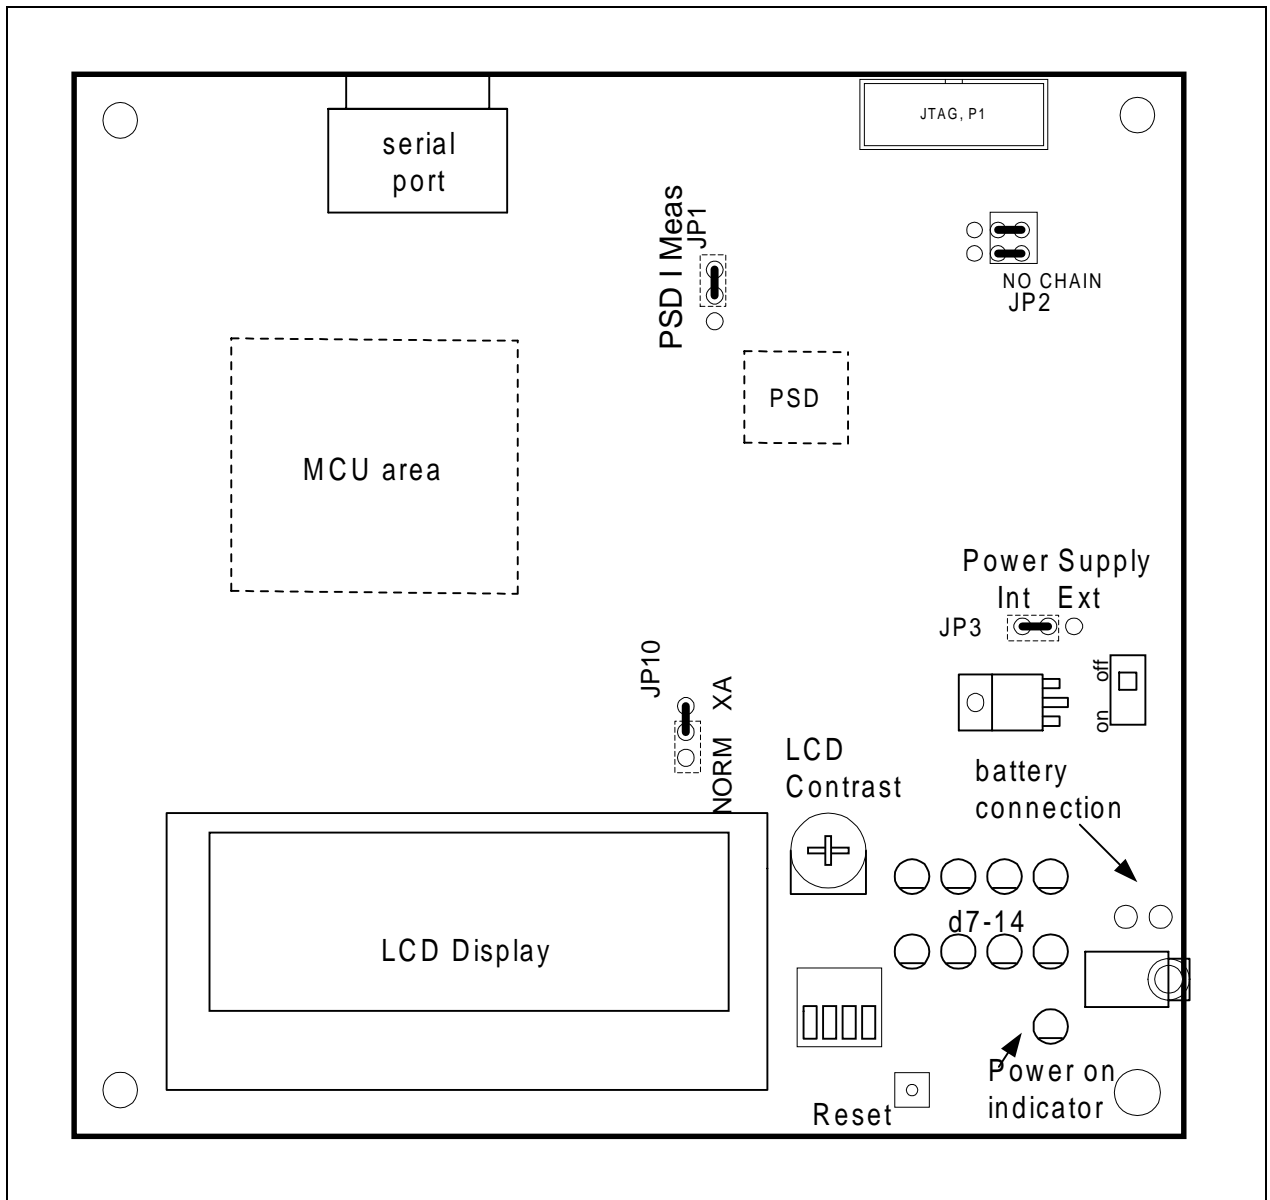 serial
port
JTAG, P1
PSD I Meas
JP1
NO CHAIN
JP2
PSD
MCU area
Power Supply
Int Ext
JP3
JP10
NORM XA
on off
LCD
Contrast
battery
connection
d7-14
LCD Display
Power on
indicator
Reset